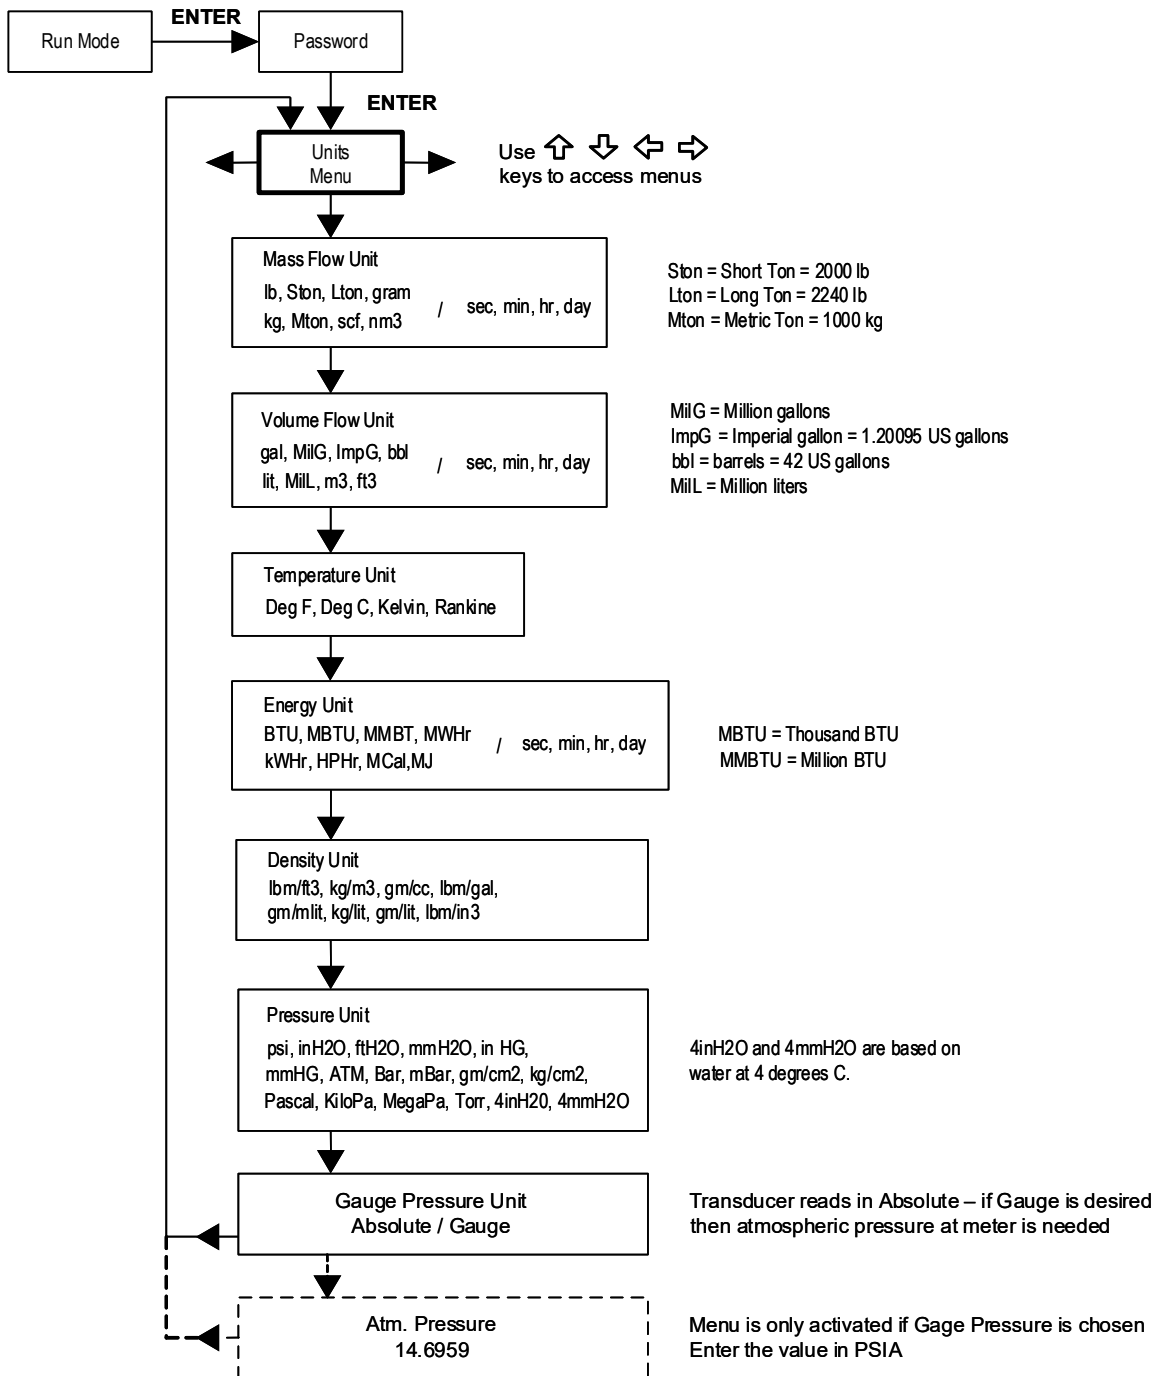 ENTER
Run Mode
Password
ENTER
Units
Menu
Use
keys to access menus
Mass Flow Unit
lb, Ston, Lton, gram
kg, Mton, scf, nm3
/ sec, min, hr, day
Ston = Short Ton = 2000 lb
Lton = Long Ton = 2240 lb
Mton = Metric Ton = 1000 kg
Volume Flow Unit
gal, MilG, ImpG, bbl
lit, MilL, m3, ft3
/ sec, min, hr, day
MilG = Million gallons
ImpG = Imperial gallon = 1.20095 US gallons
bbl = barrels = 42 US gallons
MilL = Million liters
Temperature Unit
Deg F, Deg C, Kelvin, Rankine
Energy Unit
BTU, MBTU, MMBT, MWHr
kWHr, HPHr, MCal,MJ
/ sec, min, hr, day
MBTU = Thousand BTU
MMBTU = Million BTU
Density Unit
lbm/ft3, kg/m3, gm/cc, lbm/gal,
gm/mlit, kg/lit, gm/lit, lbm/in3
Pressure Unit
psi, inH2O, ftH2O, mmH2O, in HG,
mmHG, ATM, Bar, mBar, gm/cm2, kg/cm2,
Pascal, KiloPa, MegaPa, Torr, 4inH20, 4mmH2O
4inH2O and 4mmH2O are based on
water at 4 degrees C.
Gauge Pressure Unit
Absolute / Gauge
Transducer reads in Absolute – if Gauge is desired
then atmospheric pressure at meter is needed
Atm. Pressure
14.6959
Menu is only activated if Gage Pressure is chosen
Enter the value in PSIA